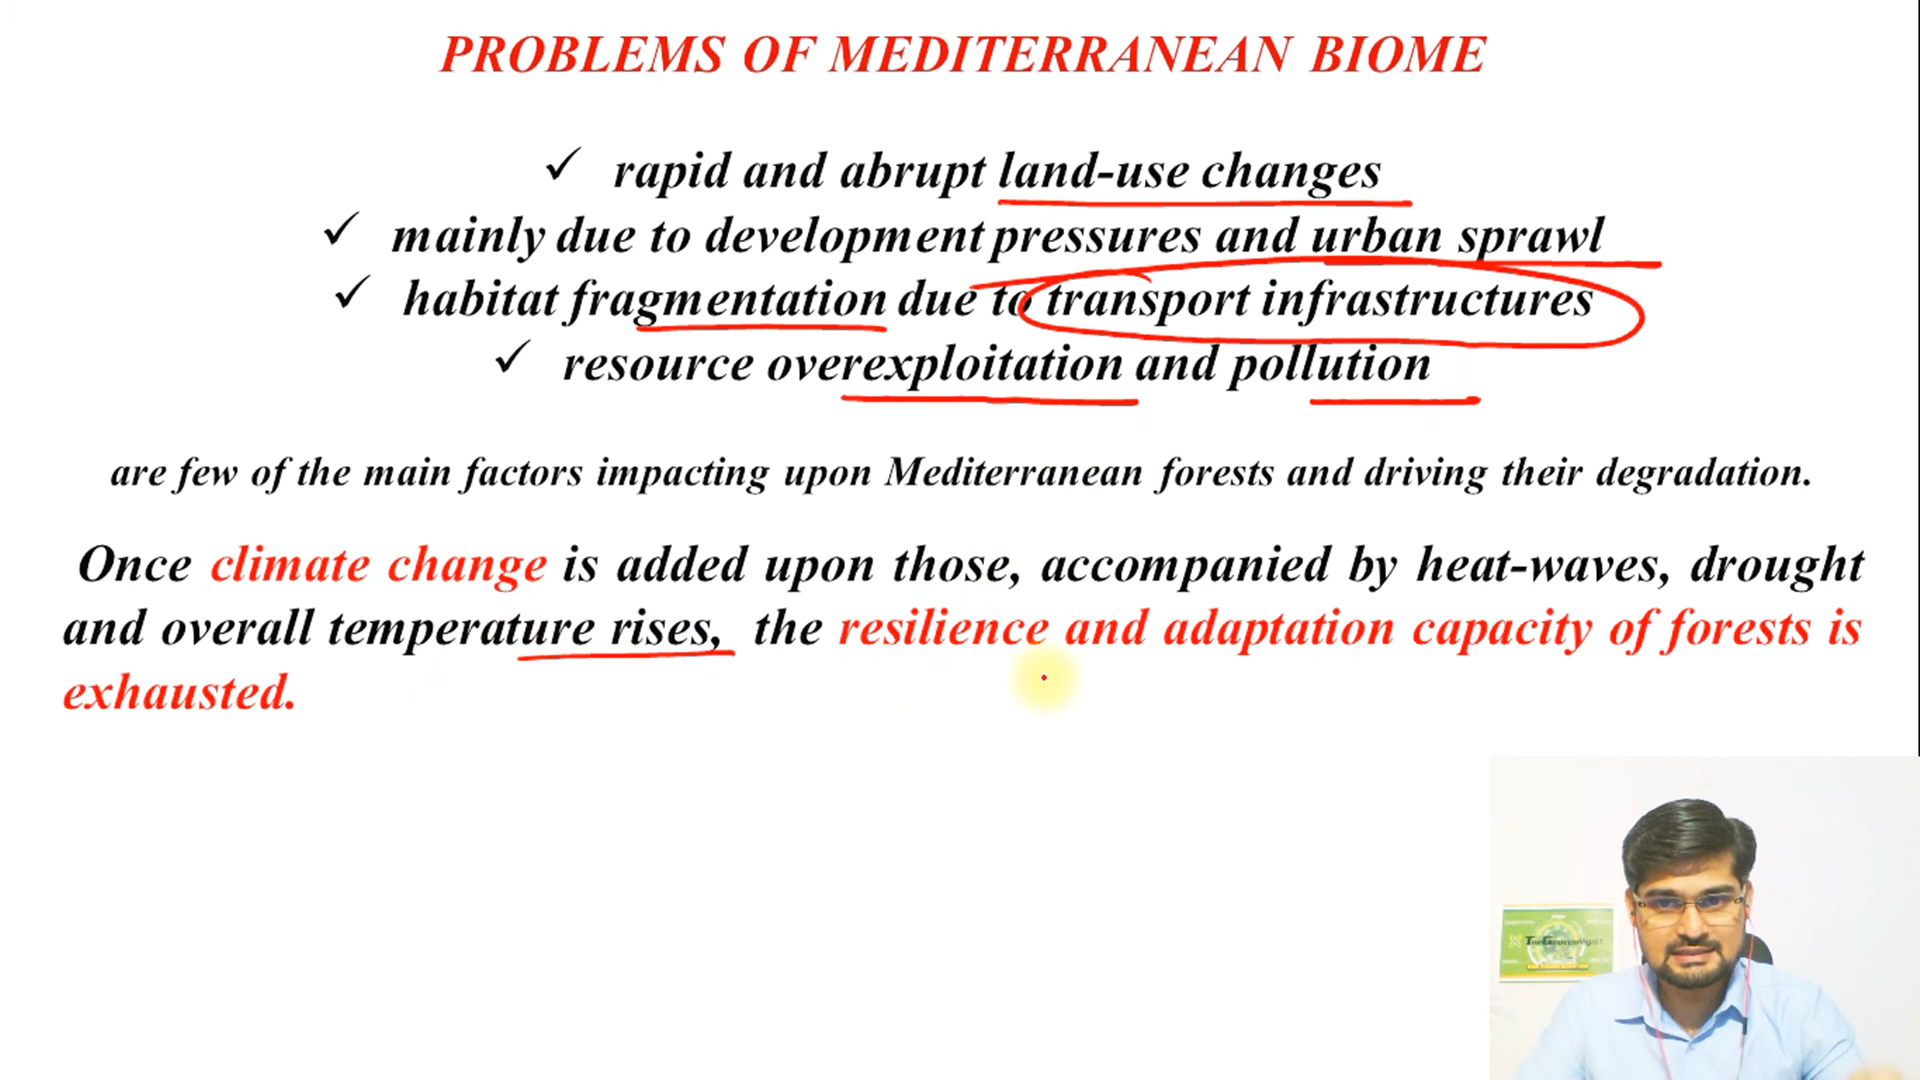 PROBLEMS OF MEDITERRANEAN BIOME
✓ rapid and abrupt land-use changes
✓ mainly due to development pressures and urban sprawl
✓ habitat fragmentation due to transport infrastructures
✓ resource overexploitation and pollution
are few of the main factors impacting upon Mediterranean forests and driving their degradation.
Once climate change is added upon those, accompanied by heat-waves, drought
and overall temperature rises, the resilience and adaptation capacity of forests is
exhausted.